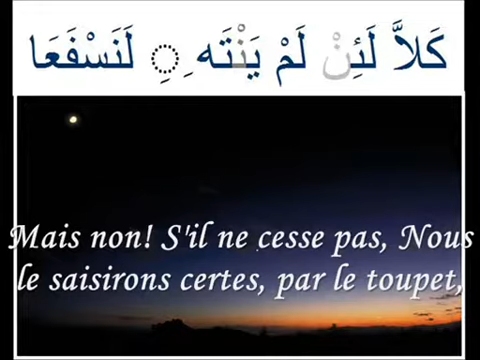 كَلاَّ لَئِنْ لَمْ يَنْتَهِ لَنَسْفَعَا
Mais non! S'il ne cesse pas, Nous
le saisirons certes, par le toupet,